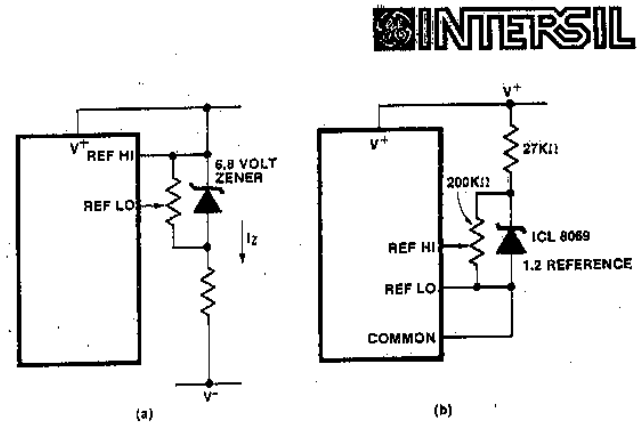 INTERSIL
V+
REF HI
6.8 VOLT
ZENER
REF LO
IZ
V−
(a)
V+
V+
27KΩ
200KΩ
REF HI
ICL 8069
1.2 REFERENCE
REF LO
COMMON
(b)